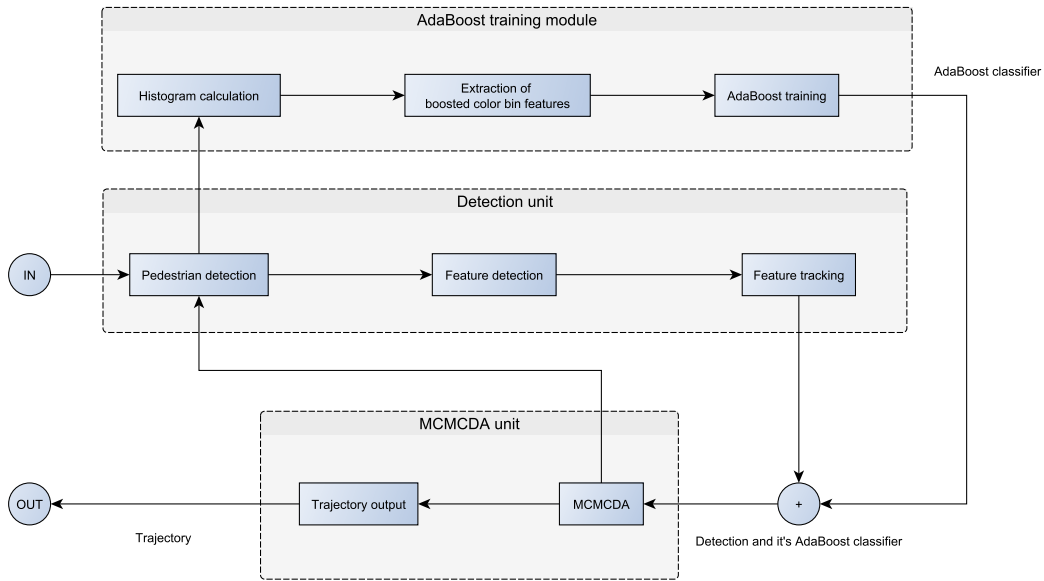 AdaBoost training module
AdaBoost classifier
Histogram calculation
Extraction of
boosted color bin features
AdaBoost training
Detection unit
IN
Pedestrian detection
Feature detection
Feature tracking
MCMCDA unit
OUT
Trajectory output
MCMCDA
+
Trajectory
Detection and it's AdaBoost classifier